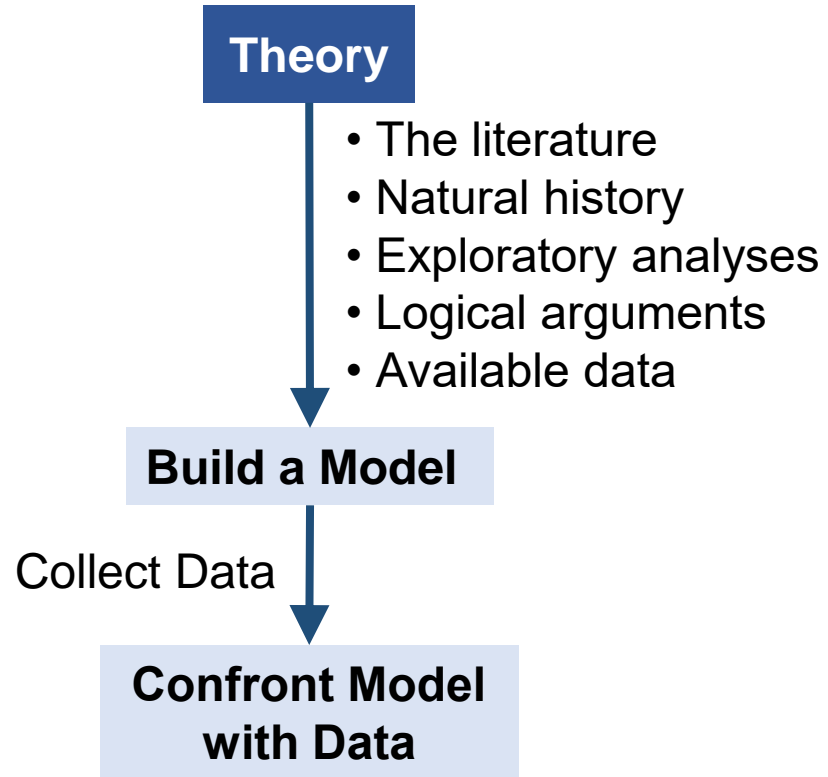 Theory
• The literature
• Natural history
• Exploratory analyses
• Logical arguments
• Available data
Build a Model
Collect Data
Confront Model
with Data